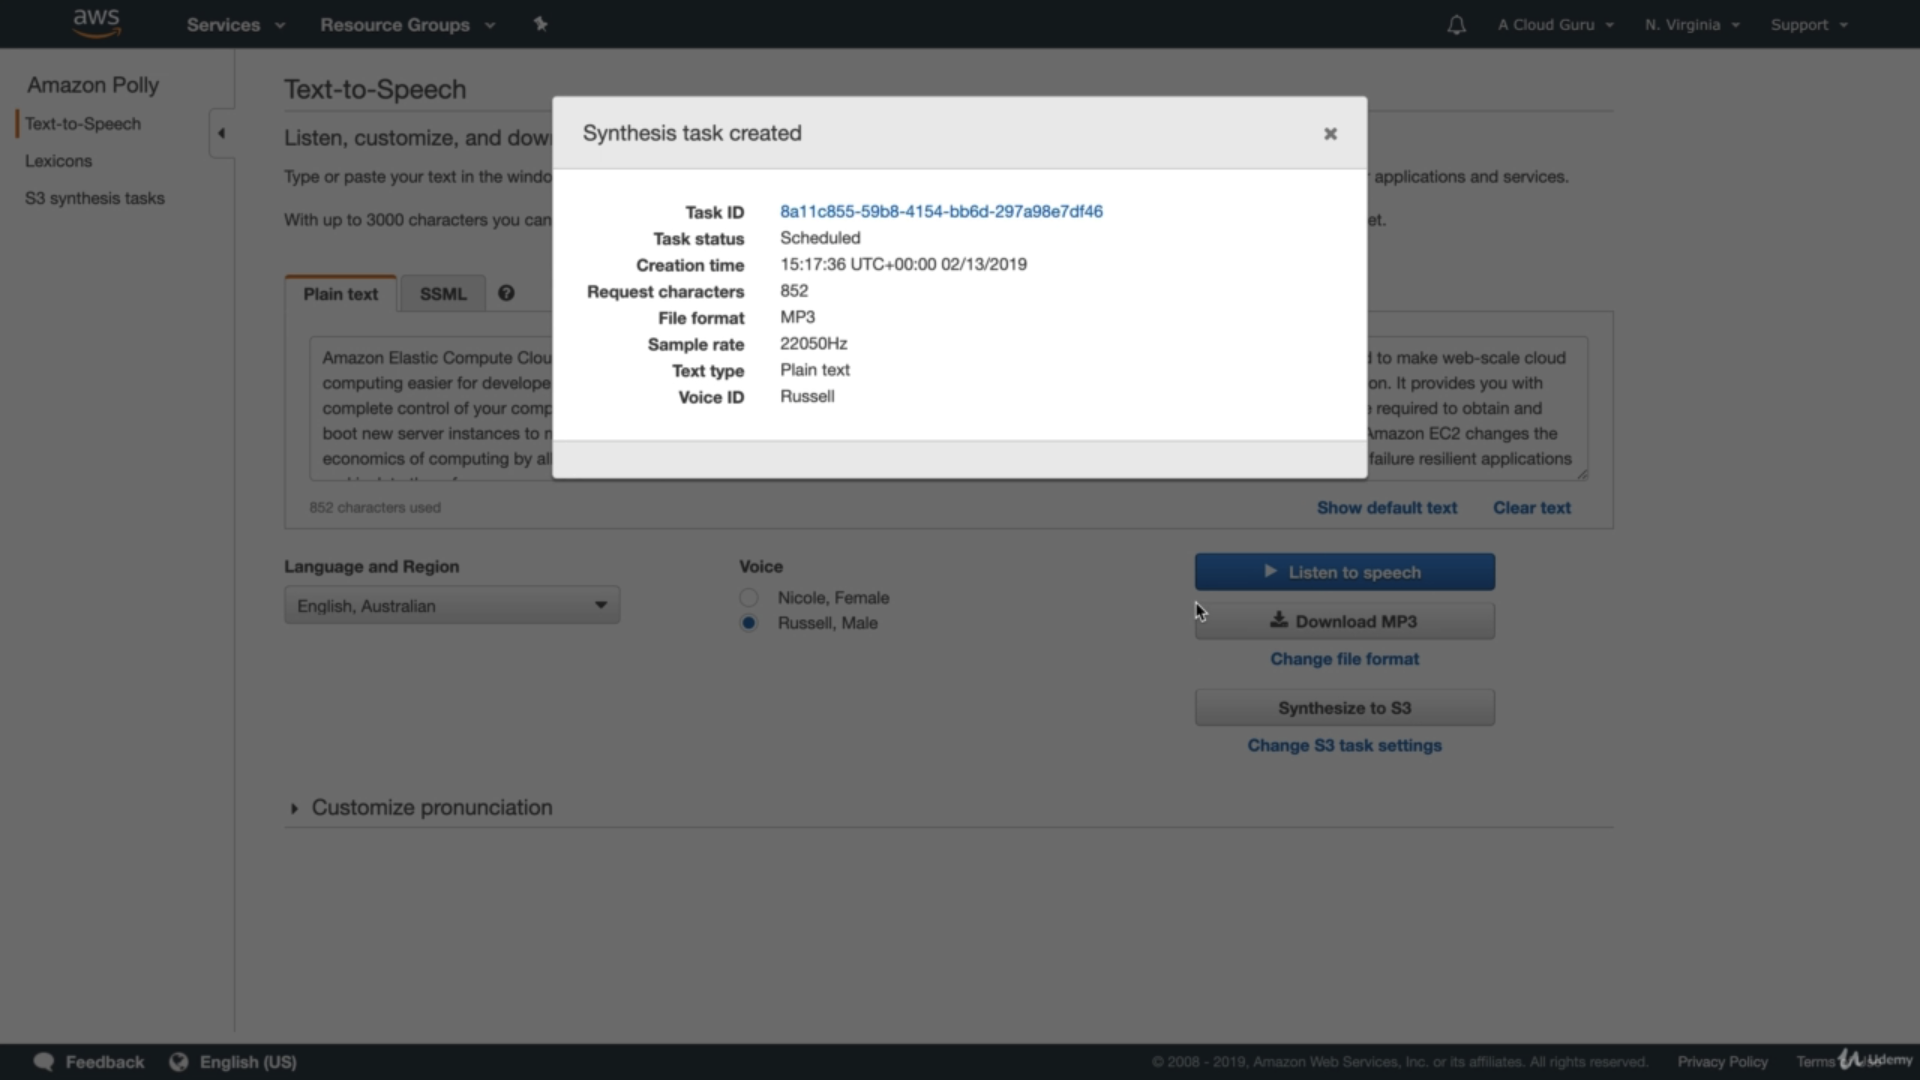 aws
Services
Resource Groups
A Cloud Guru
N. Virginia
Support
Amazon Polly
Text-to-Speech
Lexicons
S3 synthesis tasks
Text-to-Speech
Listen, customize, and dow
Type or paste your text in the windo
applications and services.
With up to 3000 characters you can
et.
Synthesis task created
Task ID 8a11c855-59b8-4154-bb6d-297a98e7df46
Task status Scheduled
Creation time 15:17:36 UTC+00:00 02/13/2019
Request characters 852
File format MP3
Sample rate 22050Hz
Text type Plain text
Voice ID Russell
Plain text
SSML
Amazon Elastic Compute Clou
d to make web-scale cloud
computing easier for develope
on. It provides you with
complete control of your comp
required to obtain and
boot new server instances to
Amazon EC2 changes the
economics of computing by al
failure resilient applications
852 characters used
Show default text
Clear text
Language and Region
English, Australian
Voice
Nicole, Female
Russell, Male
Listen to speech
Download MP3
Change file format
Synthesize to S3
Change S3 task settings
Customize pronunciation
Feedback
English (US)
© 2008 - 2019, Amazon Web Services, Inc. or its affiliates. All rights reserved.
Privacy Policy
Terms
Udemy